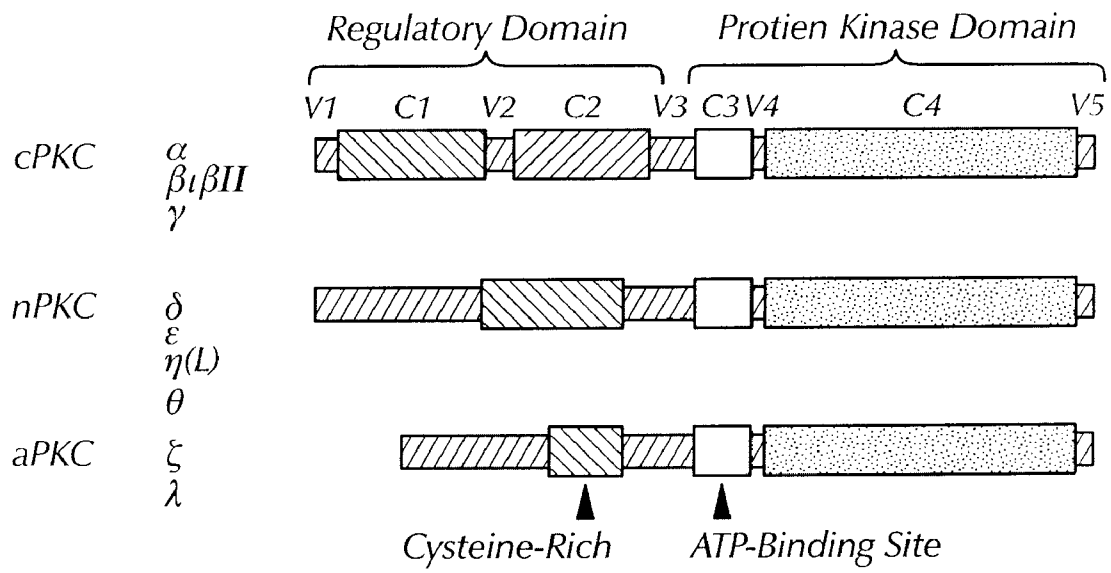 Regulatory Domain Protien Kinase Domain
V1 C1 V2 C2 V3 C3 V4 C4 V5
cPKC α
βιβII
γ
nPKC δ
ε
η(L)
θ
aPKC ζ
λ
Cysteine-Rich ATP-Binding Site